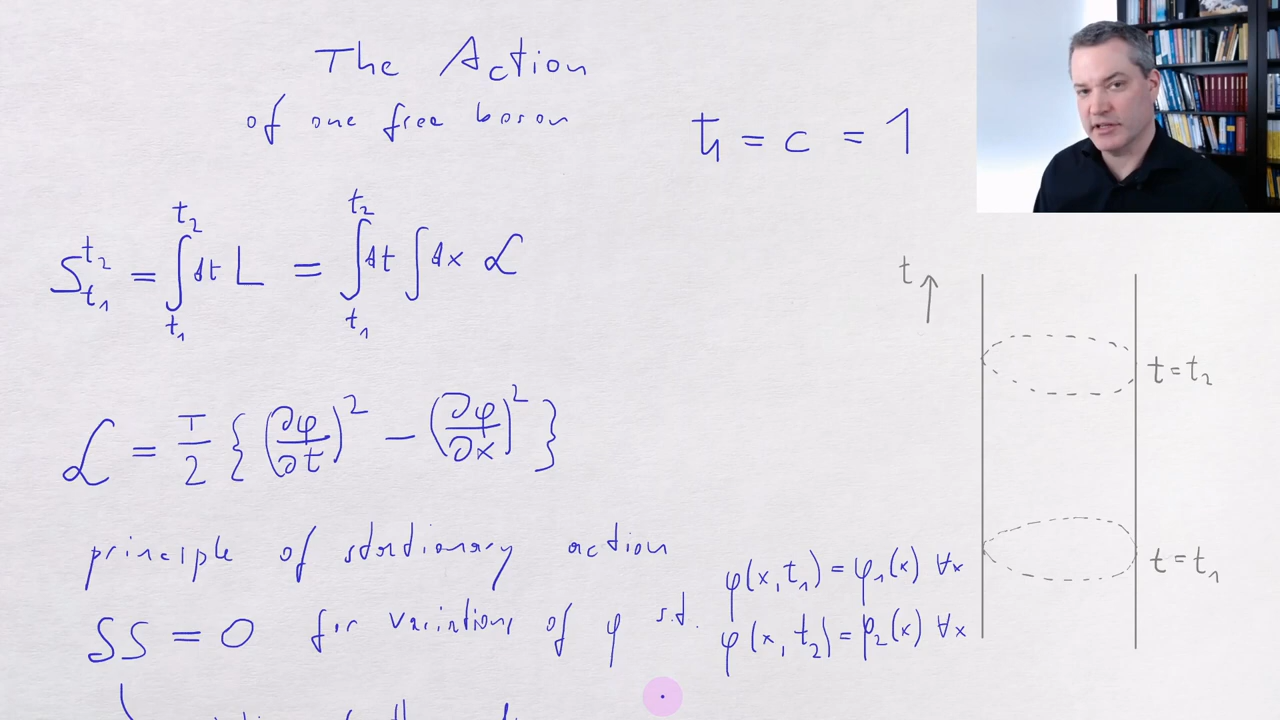 The Action
of one free boson
ħ = c = 1
S_{t_1}^{t_2} = ∫_{t_1}^{t_2} dt L = ∫_{t_1}^{t_2} dt ∫ dx ℒ
t ↑
t = t_2
ℒ = T/2 { (∂φ/∂t)^2 − (∂φ/∂x)^2 }
principle of stationary action
t = t_1
δS = 0 for variations of φ s.t. φ(x, t_1) = φ_1(x) ∀x
φ(x, t_2) = φ_2(x) ∀x